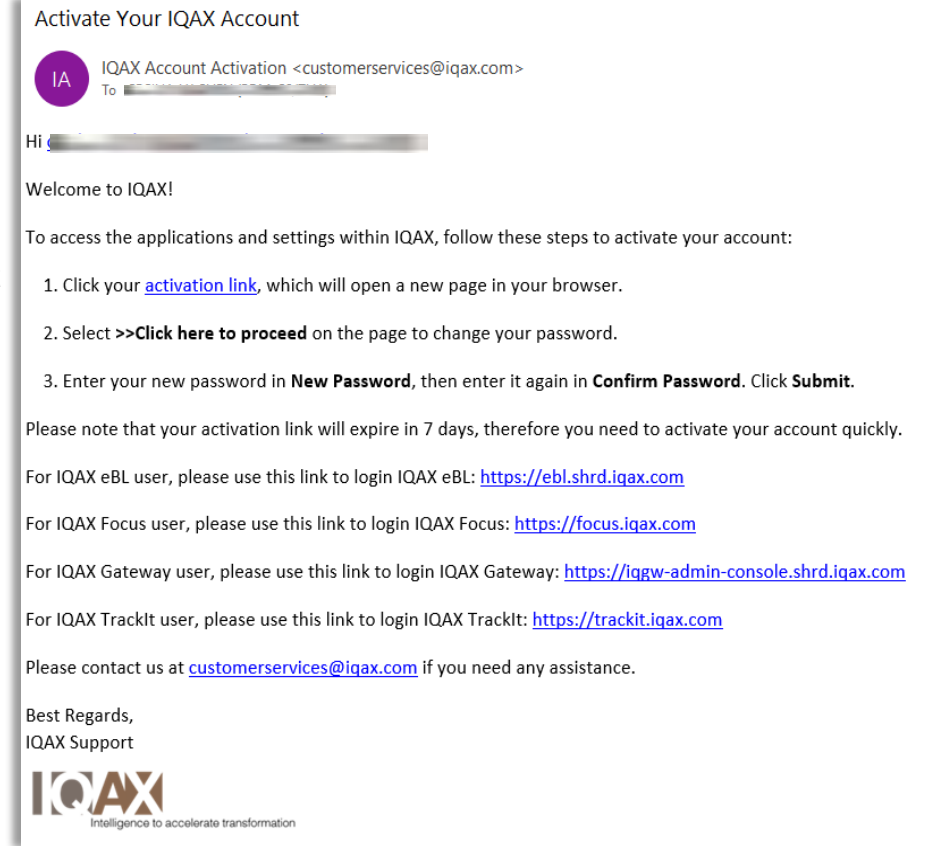 Activate Your IQAX Account
IA
IQAX Account Activation <customerservices@iqax.com>
To
Hi
Welcome to IQAX!
To access the applications and settings within IQAX, follow these steps to activate your account:
1. Click your activation link, which will open a new page in your browser.
2. Select >>Click here to proceed on the page to change your password.
3. Enter your new password in New Password, then enter it again in Confirm Password. Click Submit.
Please note that your activation link will expire in 7 days, therefore you need to activate your account quickly.
For IQAX eBL user, please use this link to login IQAX eBL: https://ebl.shrd.iqax.com
For IQAX Focus user, please use this link to login IQAX Focus: https://focus.iqax.com
For IQAX Gateway user, please use this link to login IQAX Gateway: https://iqgw-admin-console.shrd.iqax.com
For IQAX TrackIt user, please use this link to login IQAX TrackIt: https://trackit.iqax.com
Please contact us at customerservices@iqax.com if you need any assistance.
Best Regards,
IQAX Support
IQAX
Intelligence to accelerate transformation